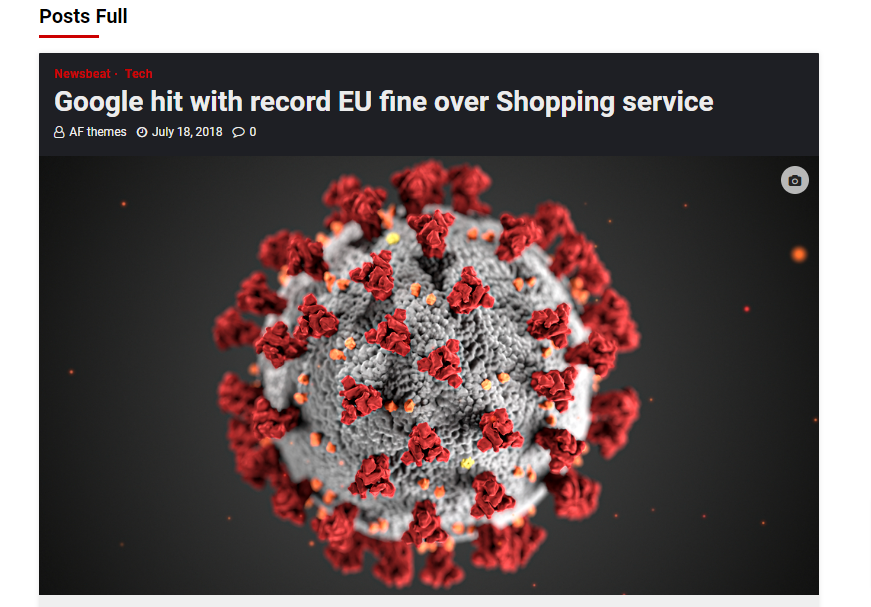 Posts Full
Newsbeat · Tech
Google hit with record EU fine over Shopping service
AF themes July 18, 2018 0